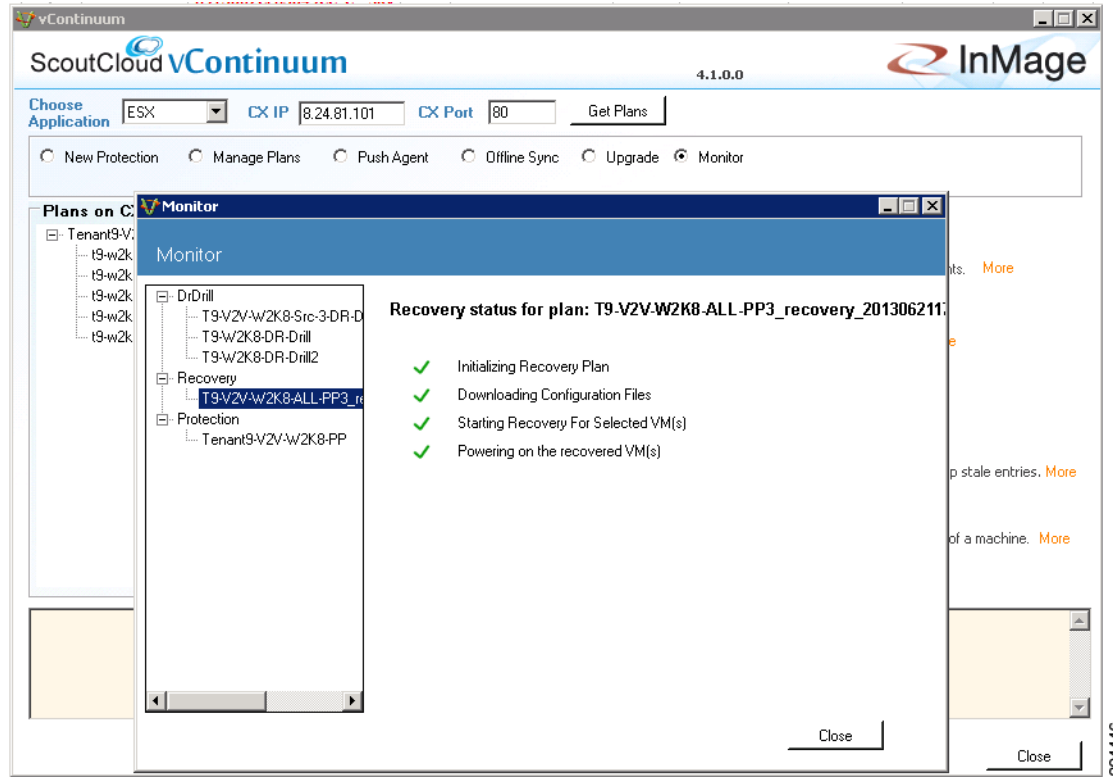 vContinuum
ScoutCloud vContinuum
4.1.0.0
InMage
Choose Application ESX CX IP 8.24.81.101 CX Port 80 Get Plans
New Protection Manage Plans Push Agent Offline Sync Upgrade Monitor
Plans on
Tenant9-V
t9-w2k
t9-w2k
t9-w2k
t9-w2k
t9-w2k
Monitor
Monitor
DrDrill
T9-V2V-W2K8-Src-3-DR-D
T9-W2K8-DR-Drill
T9-W2K8-DR-Drill2
Recovery
T9-V2V-W2K8-ALL-PP3_re
Protection
Tenant9-V2V-W2K8-PP
Recovery status for plan: T9-V2V-W2K8-ALL-PP3_recovery_2013062117
Initializing Recovery Plan
Downloading Configuration Files
Starting Recovery For Selected VM(s)
Powering on the recovered VM(s)
Close
nts. More
e
p stale entries. More
of a machine. More
Close